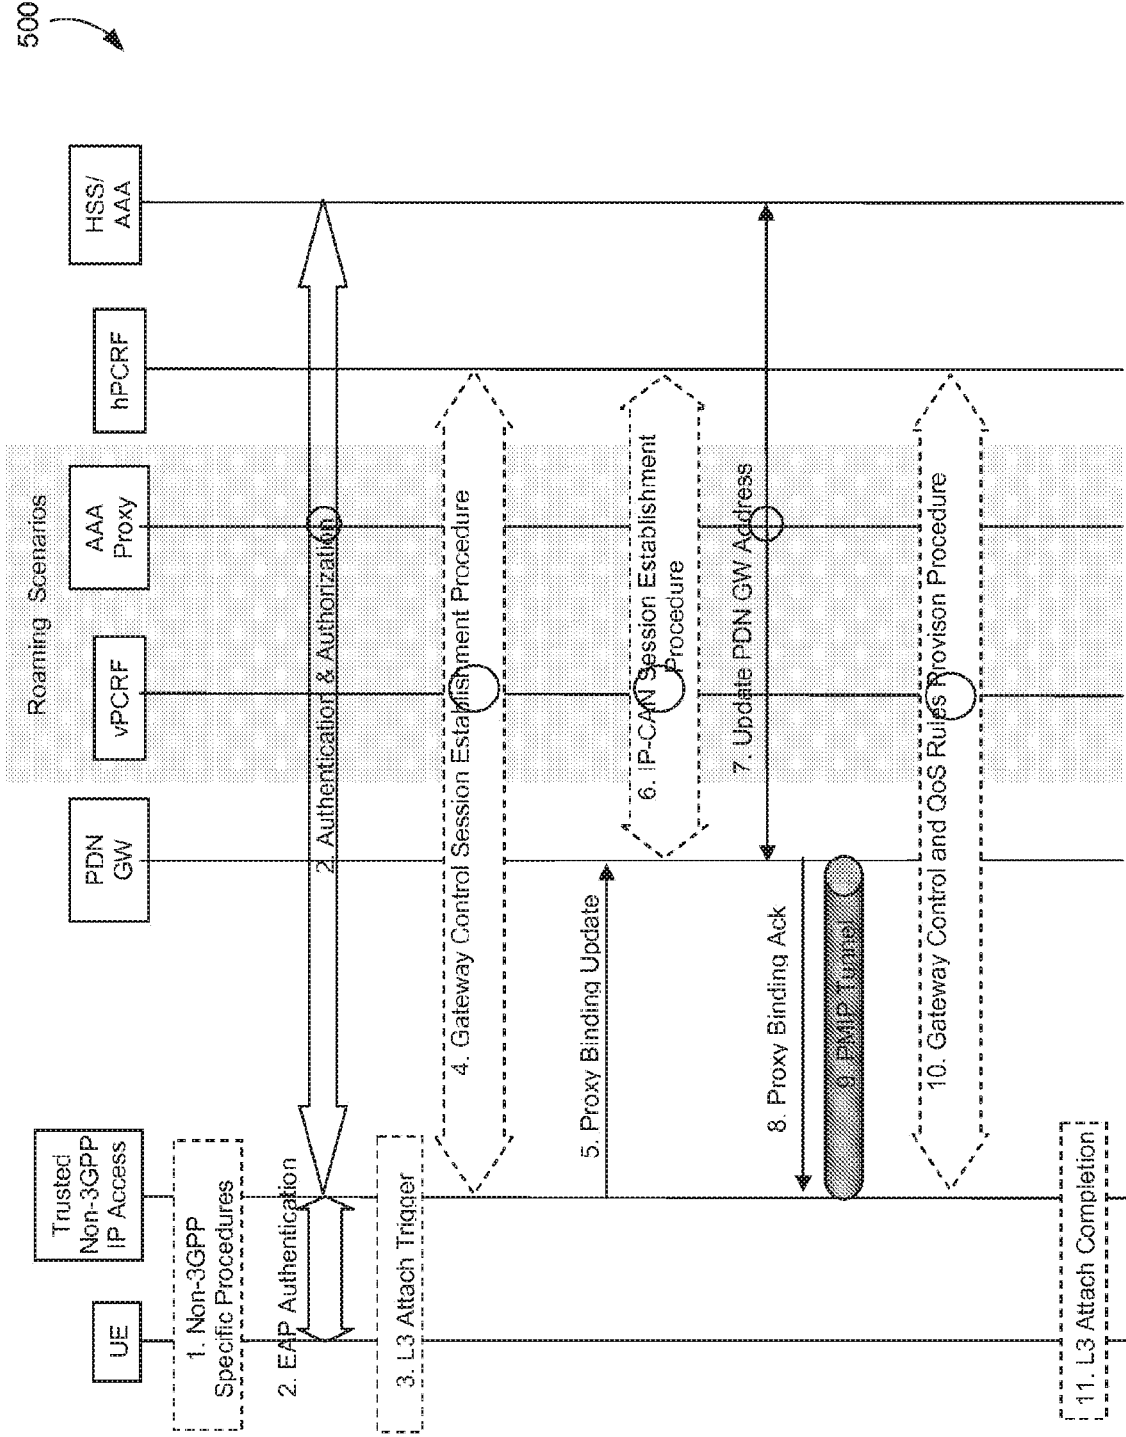 500
Roaming Scenarios
UE
Trusted
Non-3GPP
IP Access
PDN
GW
vPCRF
AAA
Proxy
hPCRF
HSS/
AAA
1. Non-3GPP
Specific Procedures
2. EAP Authentication
2. Authentication & Authorization
3. L3 Attach Trigger
4. Gateway Control Session Establishment Procedure
5. Proxy Binding Update
6. IP-CAN Session Establishment
Procedure
7. Update PDN GW Address
8. Proxy Binding Ack
9. PMIP Tunnel
10. Gateway Control and QoS Rules Provison Procedure
11. L3 Attach Completion